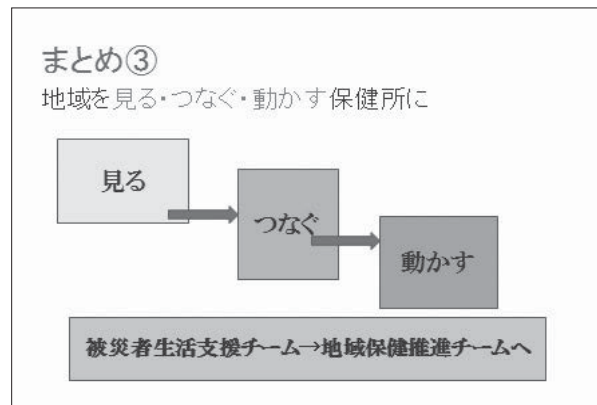 まとめ③
地域を見る・つなぐ・動かす保健所に
見る
つなぐ
動かす
被災者生活支援チーム→地域保健推進チームへ